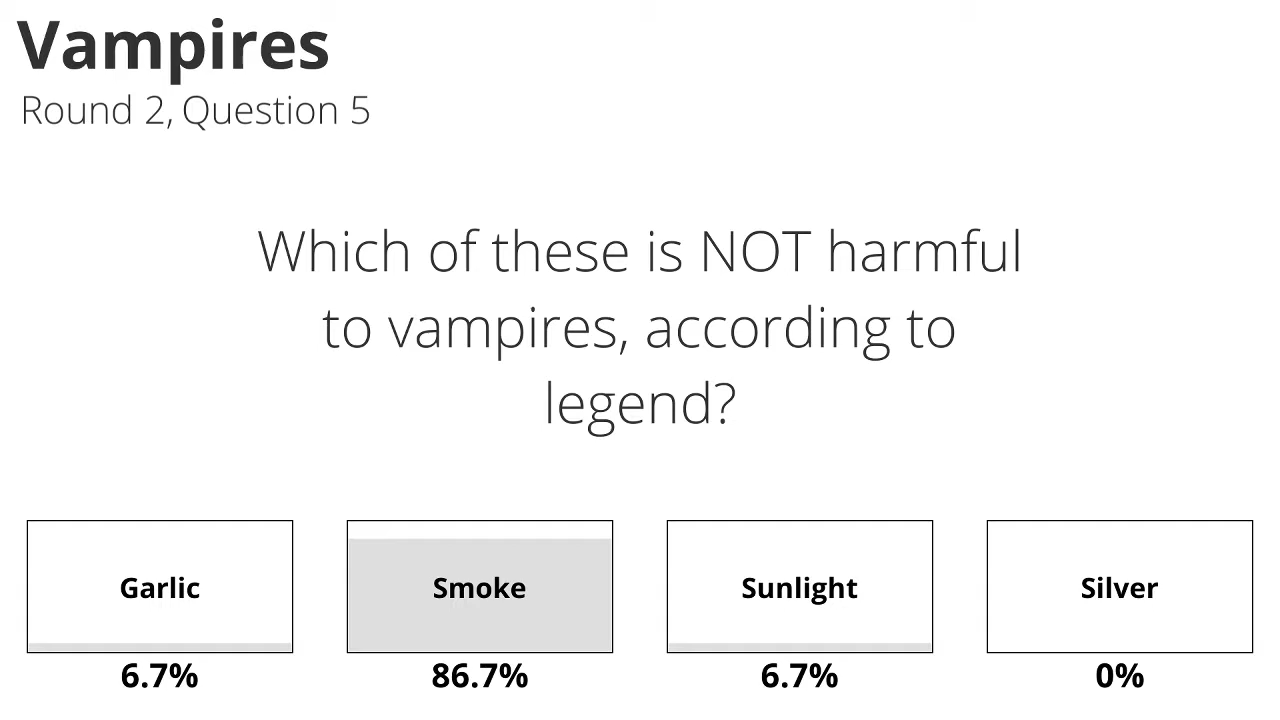 Vampires
Round 2, Question 5
Which of these is NOT harmful
to vampires, according to
legend?
Garlic
Smoke
Sunlight
Silver
6.7%
86.7%
6.7%
0%